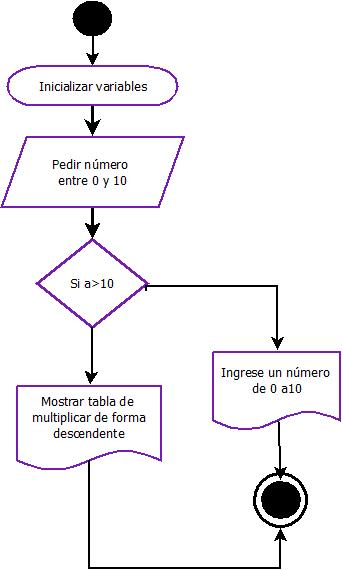 Inicializar variables
Pedir número
entre 0 y 10
Si a>10
Ingrese un número
de 0 a10
Mostrar tabla de
multiplicar de forma
descendente